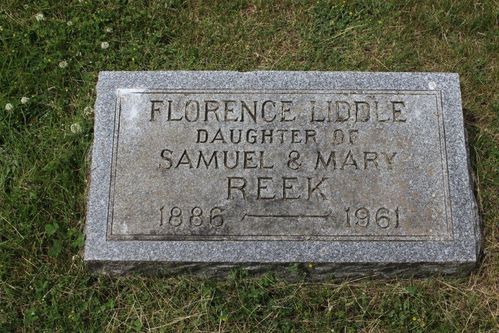 FLORENCE LIDDLE
DAUGHTER OF
SAMUEL & MARY
REEK
1886 — 1961